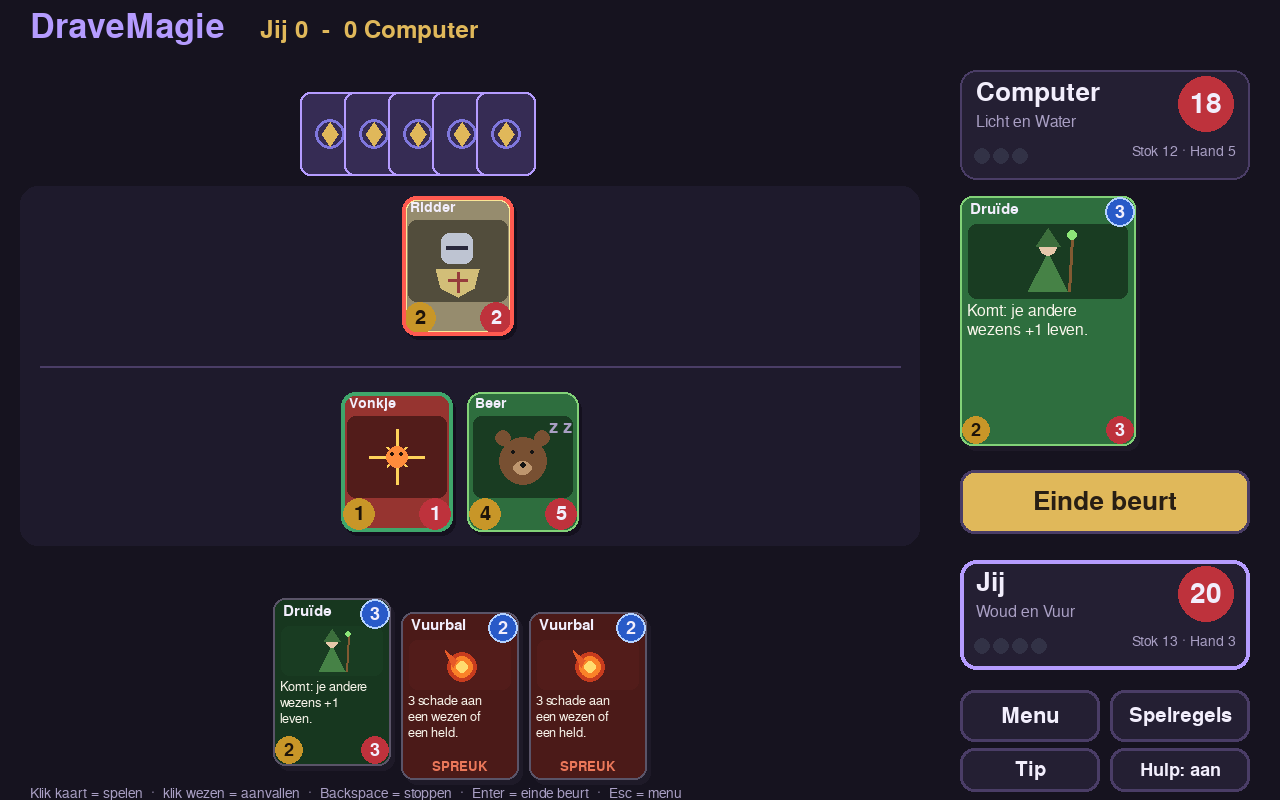 DraveMagie
Jij 0 - 0 Computer
Computer
18
Licht en Water
Stok 12 · Hand 5
Ridder
2
2
Druïde
3
Komt: je andere
wezens +1 leven.
2
3
Vonkje
1
1
Beer
z z
4
5
Einde beurt
Jij
20
Woud en Vuur
Stok 13 · Hand 3
Druïde
3
Komt: je andere
wezens +1
leven.
2
3
Vuurbal
2
3 schade aan
een wezen of
een held.
SPREUK
Vuurbal
2
3 schade aan
een wezen of
een held.
SPREUK
Menu
Spelregels
Tip
Hulp: aan
Klik kaart = spelen · klik wezen = aanvallen · Backspace = stoppen · Enter = einde beurt · Esc = menu